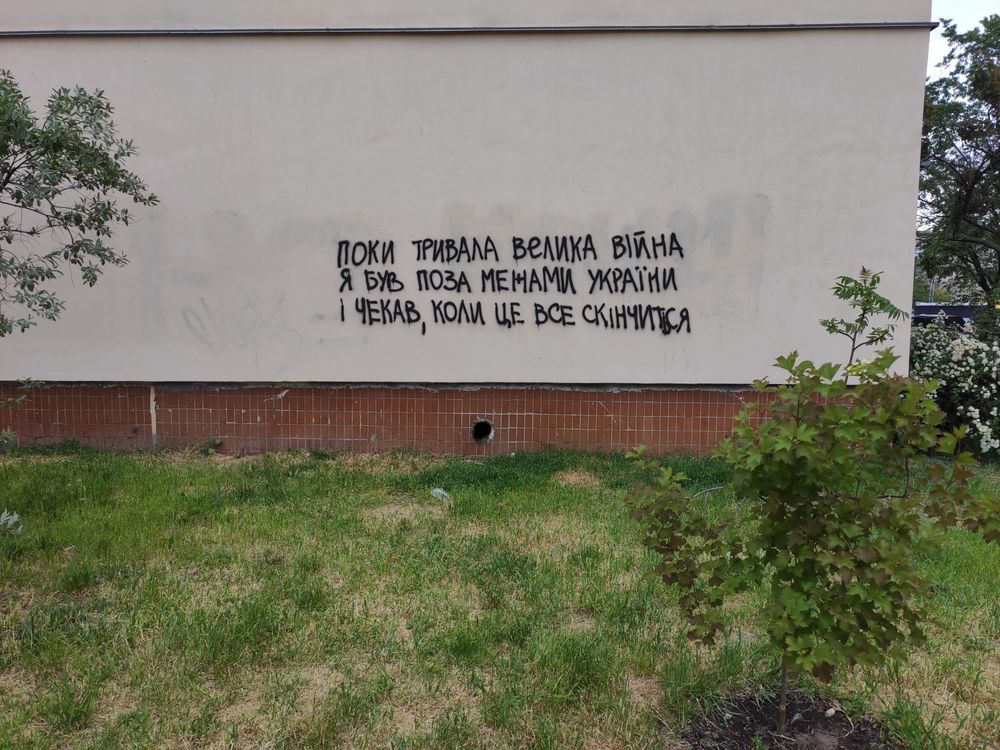 ПОКИ ТРИВАЛА ВЕЛИКА ВІЙНА
Я БУВ ПОЗА МЕЖАМИ УКРАЇНИ
І ЧЕКАВ, КОЛИ ЦЕ ВСЕ СКІНЧИТЬСЯ